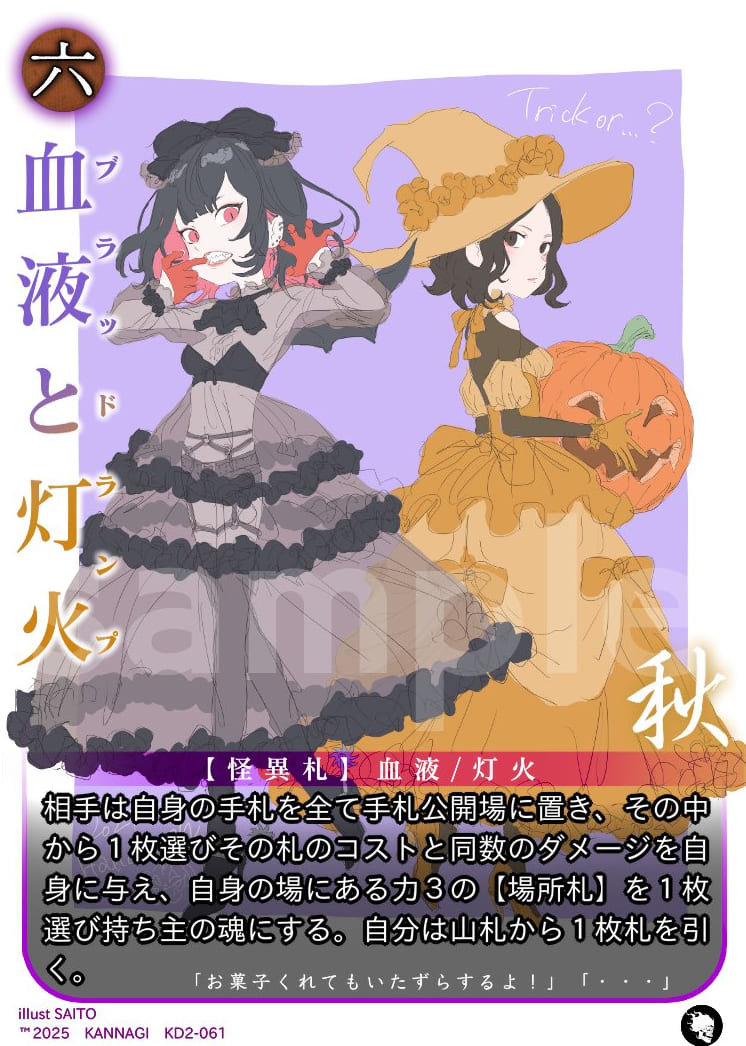 六
Trick or...?
血液と灯火
ブラッドランプ
sample
秋
【怪異札】血液/灯火
相手は自身の手札を全て手札公開場に置き、その中
から１枚選びその札のコストと同数のダメージを自
身に与え、自身の場にある力３の【場所札】を１枚
選び持ち主の魂にする。自分は山札から１枚札を引
く。
「お菓子くれてもいたずらするよ！」「・・・」
illust SAITO
™2025 KANNAGI KD2-061